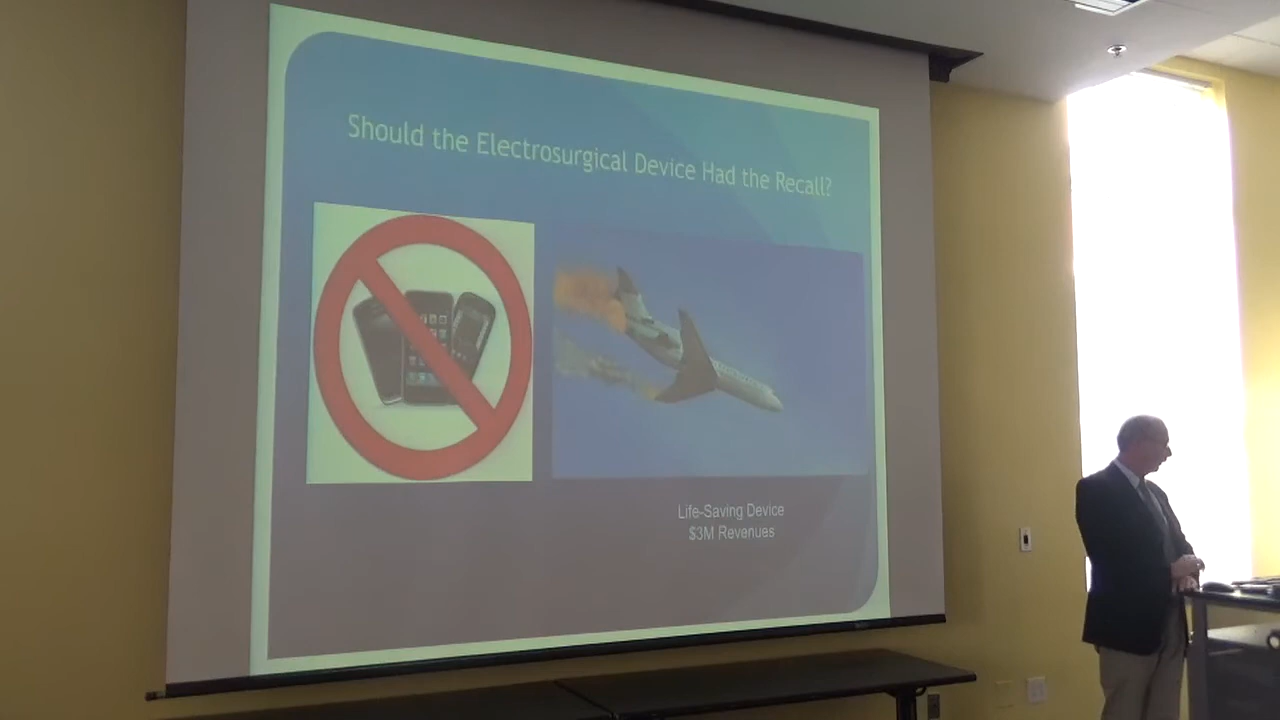 Should the Electrosurgical Device Had the Recall?
Life-Saving Device
$3M Revenues